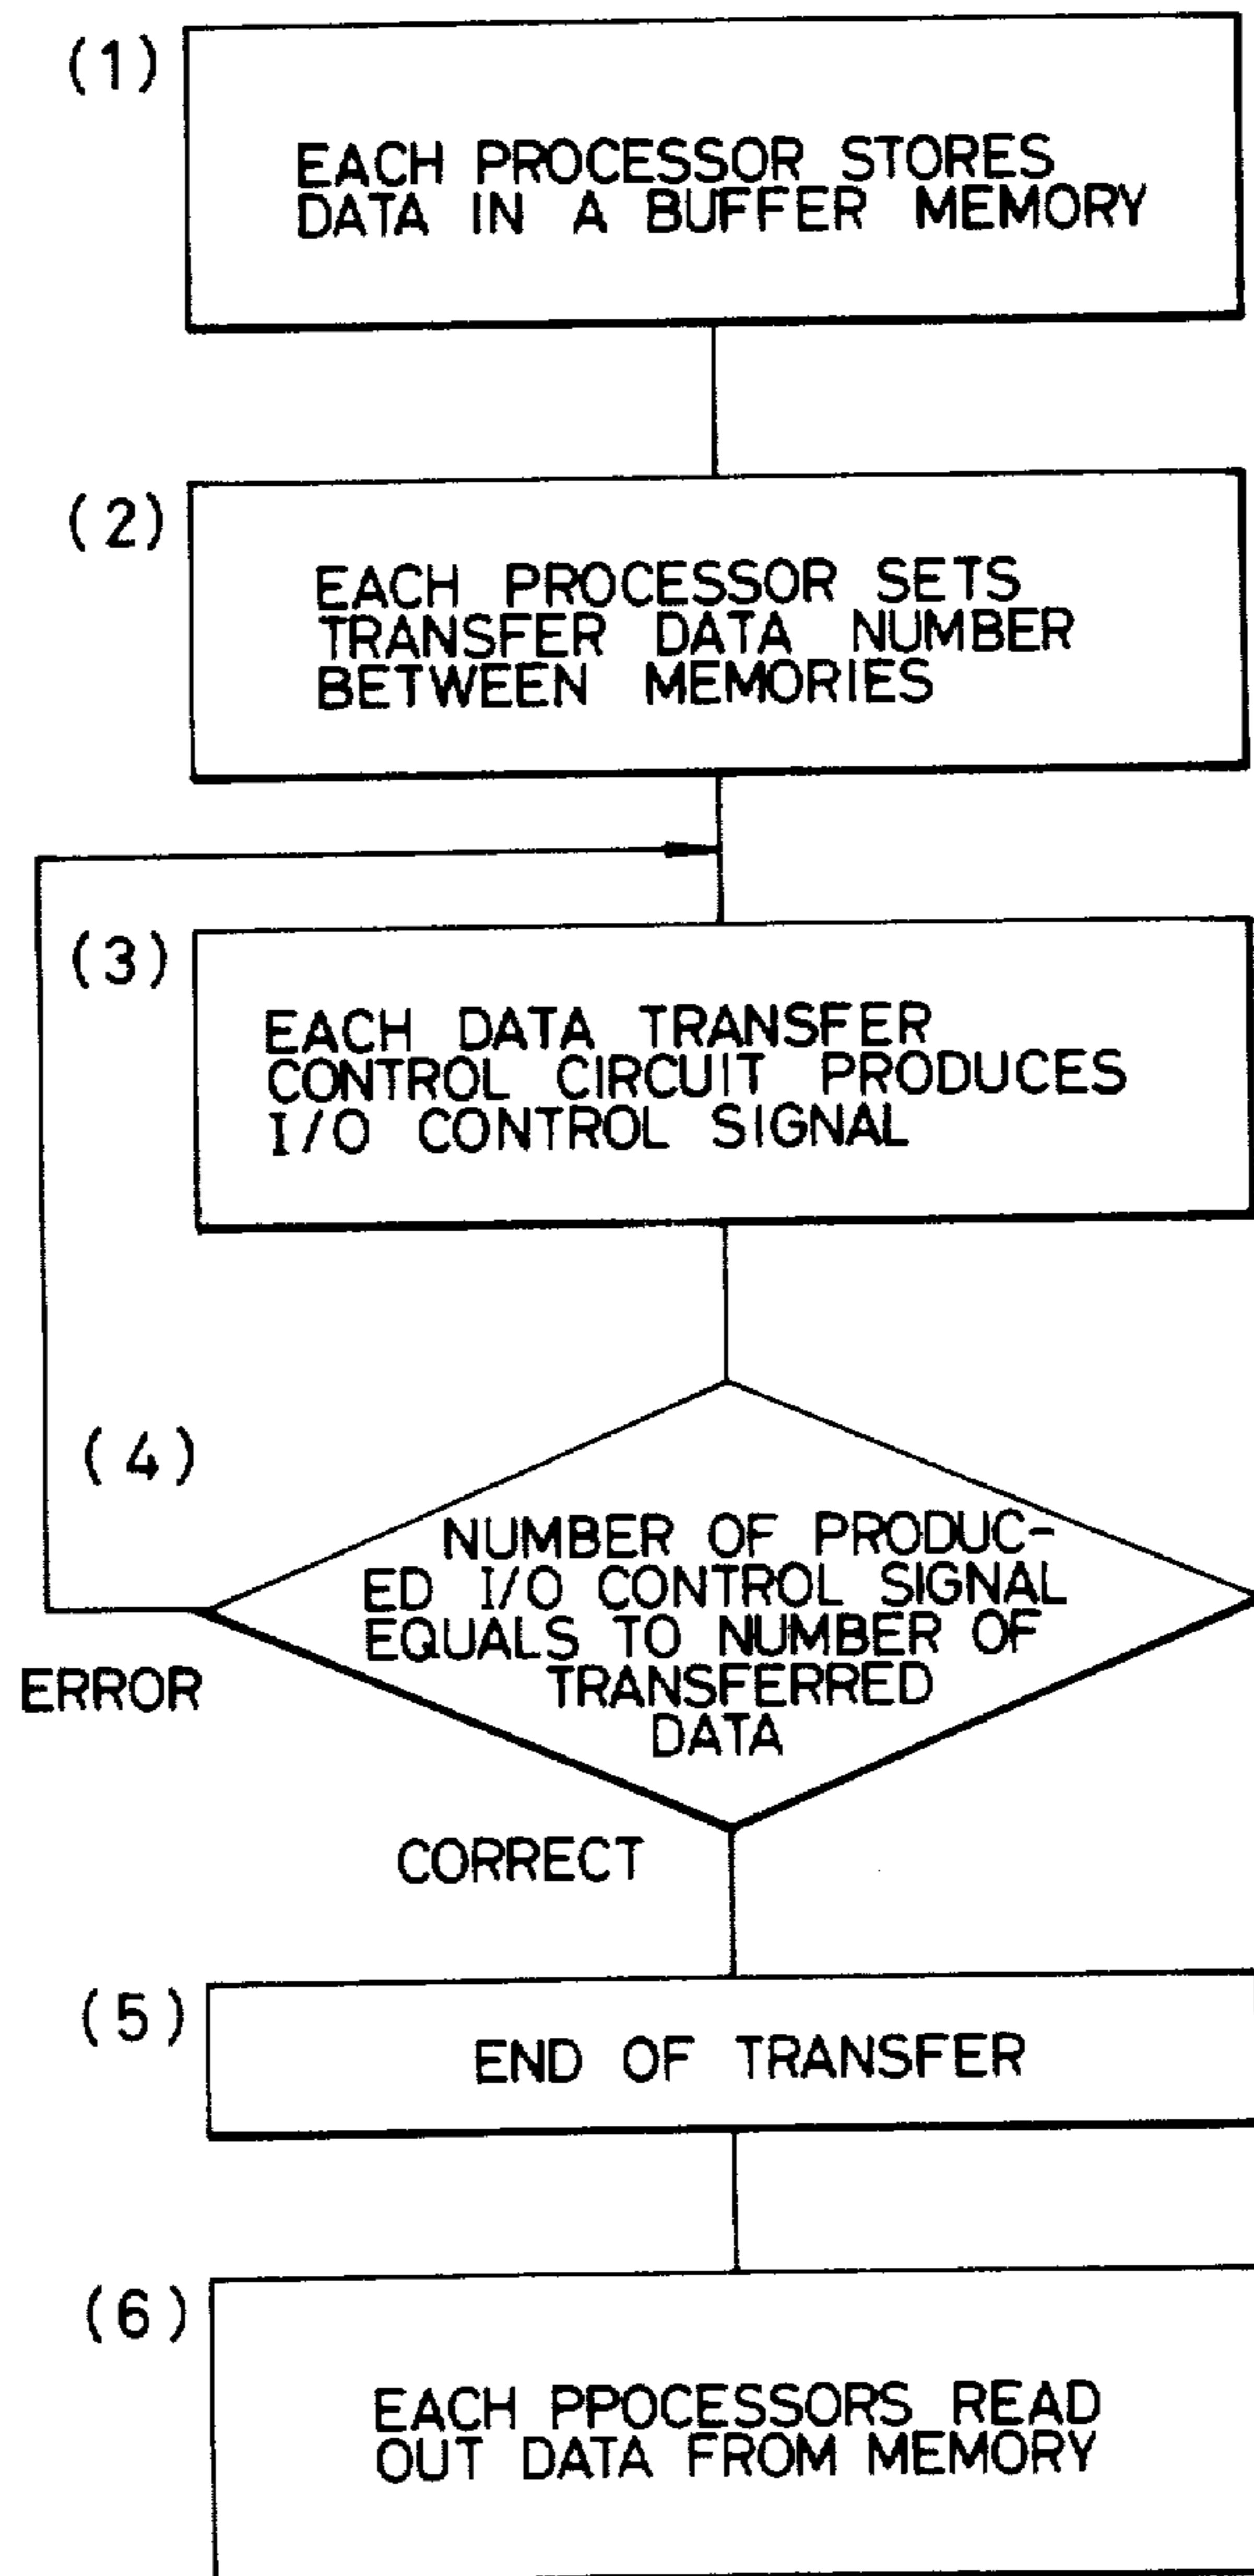 (1)
EACH PROCESSOR STORES
DATA IN A BUFFER MEMORY
(2)
EACH PROCESSOR SETS
TRANSFER DATA NUMBER
BETWEEN MEMORIES
(3)
EACH DATA TRANSFER
CONTROL CIRCUIT PRODUCES
I/O CONTROL SIGNAL
(4)
NUMBER OF PRODUC-
ED I/O CONTROL SIGNAL
EQUALS TO NUMBER OF
TRANSFERRED
DATA
ERROR
CORRECT
(5)
END OF TRANSFER
(6)
EACH PPOCESSORS READ
OUT DATA FROM MEMORY